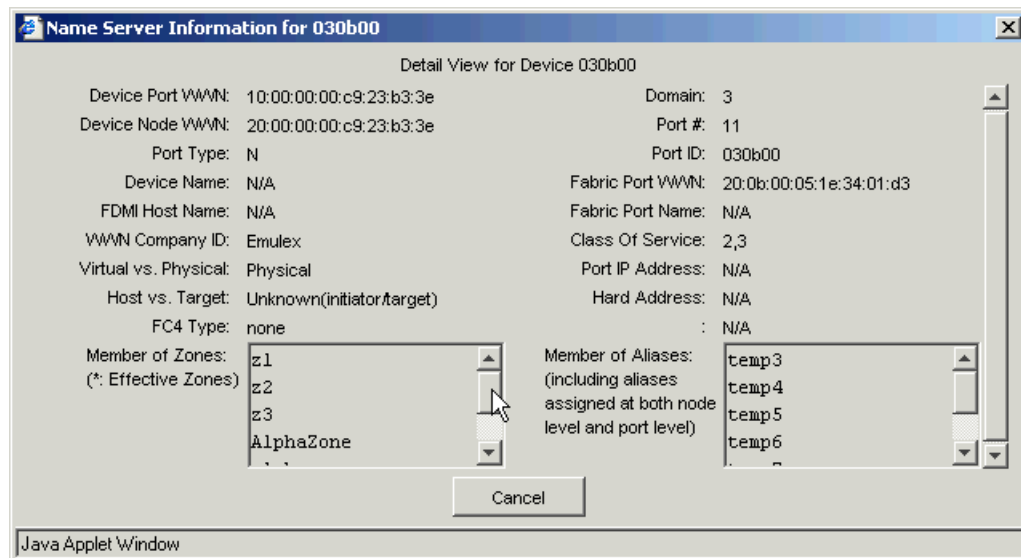 Name Server Information for 030b00
Detail View for Device 030b00
Device Port WWN: 10:00:00:00:c9:23:b3:3e
Device Node WWN: 20:00:00:00:c9:23:b3:3e
Port Type: N
Device Name: N/A
FDMI Host Name: N/A
WWN Company ID: Emulex
Virtual vs. Physical: Physical
Host vs. Target: Unknown(initiator/target)
FC4 Type: none
Member of Zones:
(*: Effective Zones)
z1
z2
z3
AlphaZone
Domain: 3
Port #: 11
Port ID: 030b00
Fabric Port WWN: 20:0b:00:05:1e:34:01:d3
Fabric Port Name: N/A
Class Of Service: 2,3
Port IP Address: N/A
Hard Address: N/A
: N/A
Member of Aliases:
(including aliases
assigned at both node
level and port level)
temp3
temp4
temp5
temp6
Cancel
Java Applet Window